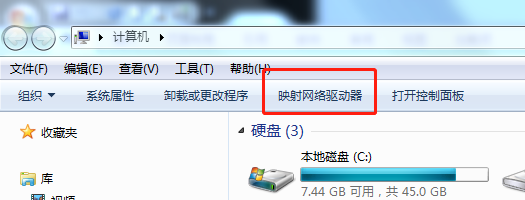 计算机
文件(F) 编辑(E) 查看(V) 工具(T) 帮助(H)
组织 系统属性 卸载或更改程序 映射网络驱动器 打开控制面板
收藏夹
硬盘 (3)
本地磁盘 (C:)
库
7.44 GB 可用，共 45.0 GB